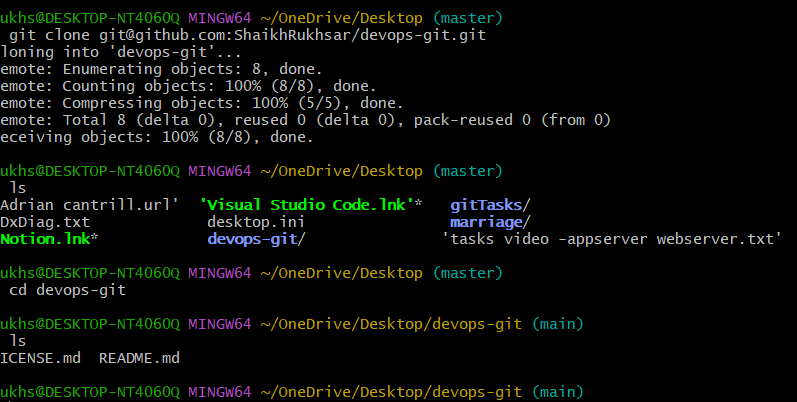 ukhs@DESKTOP-NT4O6OQ MINGW64 ~/OneDrive/Desktop (master)
git clone git@github.com:ShaikhRukhsar/devops-git.git
loning into 'devops-git'...
emote: Enumerating objects: 8, done.
emote: Counting objects: 100% (8/8), done.
emote: Compressing objects: 100% (5/5), done.
emote: Total 8 (delta 0), reused 0 (delta 0), pack-reused 0 (from 0)
eceiving objects: 100% (8/8), done.
ukhs@DESKTOP-NT4O6OQ MINGW64 ~/OneDrive/Desktop (master)
ls
Adrian cantrill.url' 'Visual Studio Code.lnk'* gitTasks/
DxDiag.txt desktop.ini marriage/
Notion.lnk* devops-git/ 'tasks video -appserver webserver.txt'
ukhs@DESKTOP-NT4O6OQ MINGW64 ~/OneDrive/Desktop (master)
cd devops-git
ukhs@DESKTOP-NT4O6OQ MINGW64 ~/OneDrive/Desktop/devops-git (main)
ls
ICENSE.md README.md
ukhs@DESKTOP-NT4O6OQ MINGW64 ~/OneDrive/Desktop/devops-git (main)